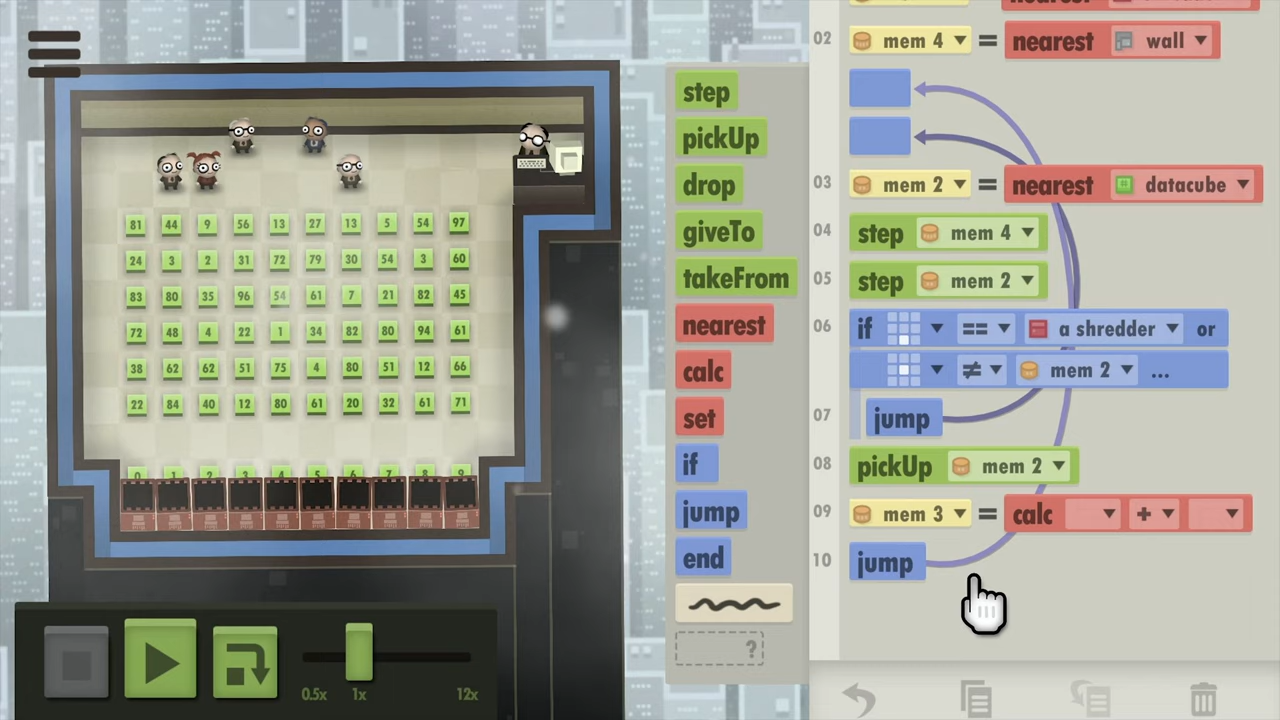 nearest
02 mem 4 = nearest wall
03 mem 2 = nearest datacube
04 step mem 4
05 step mem 2
06 if == a shredder or
≠ mem 2 ...
07 jump
08 pickUp mem 2
09 mem 3 = calc +
10 jump
step
pickUp
drop
giveTo
takeFrom
nearest
calc
set
if
jump
end
?
81 44 9 56 13 27 13 5 54 97
24 3 2 31 72 79 30 54 3 60
83 80 35 96 54 61 7 21 82 45
72 48 4 22 1 34 82 80 94 61
38 62 62 51 75 4 80 51 12 66
22 84 40 12 80 61 20 32 61 71
0 1 2 3 4 5 6 7 8 9
0.5x 1x 12x